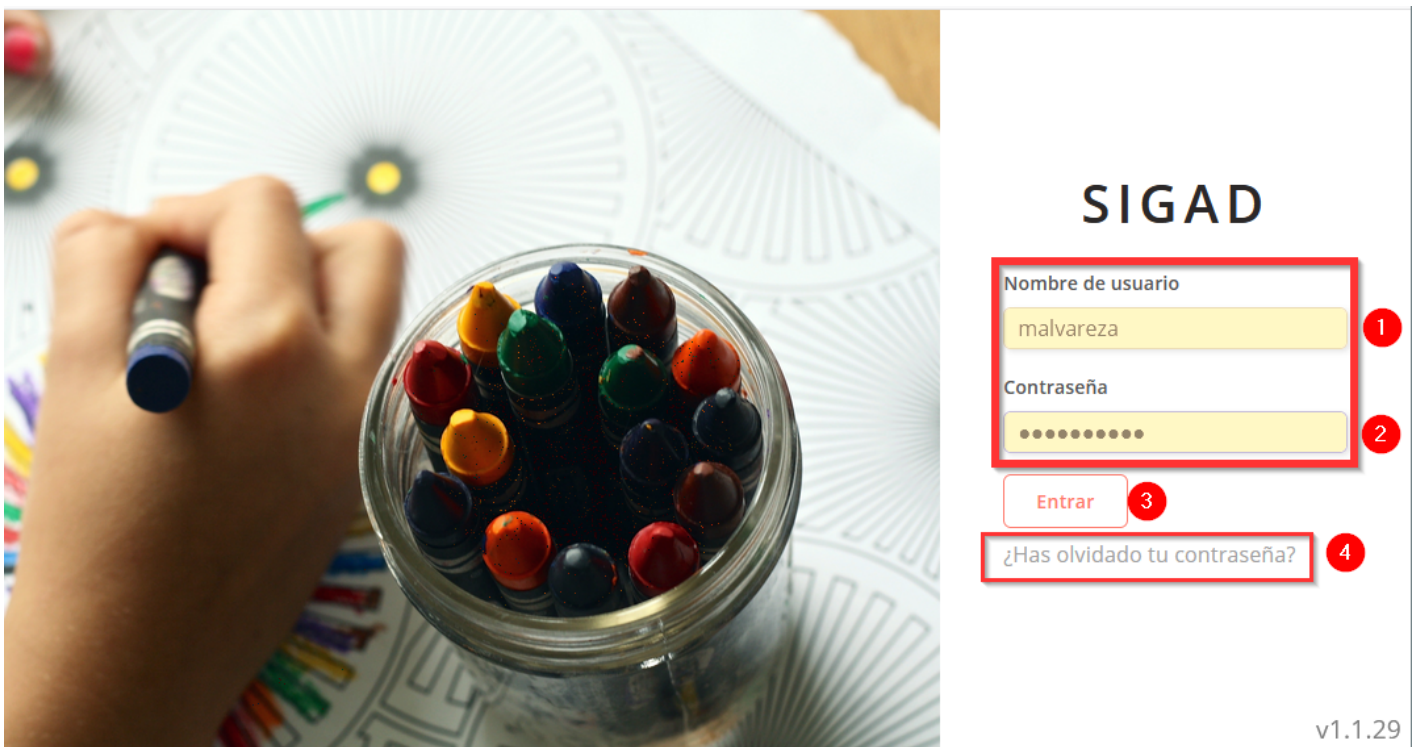 SIGAD
Nombre de usuario
malvareza
1
Contraseña
••••••••••
2
Entrar
3
¿Has olvidado tu contraseña?
4
v1.1.29